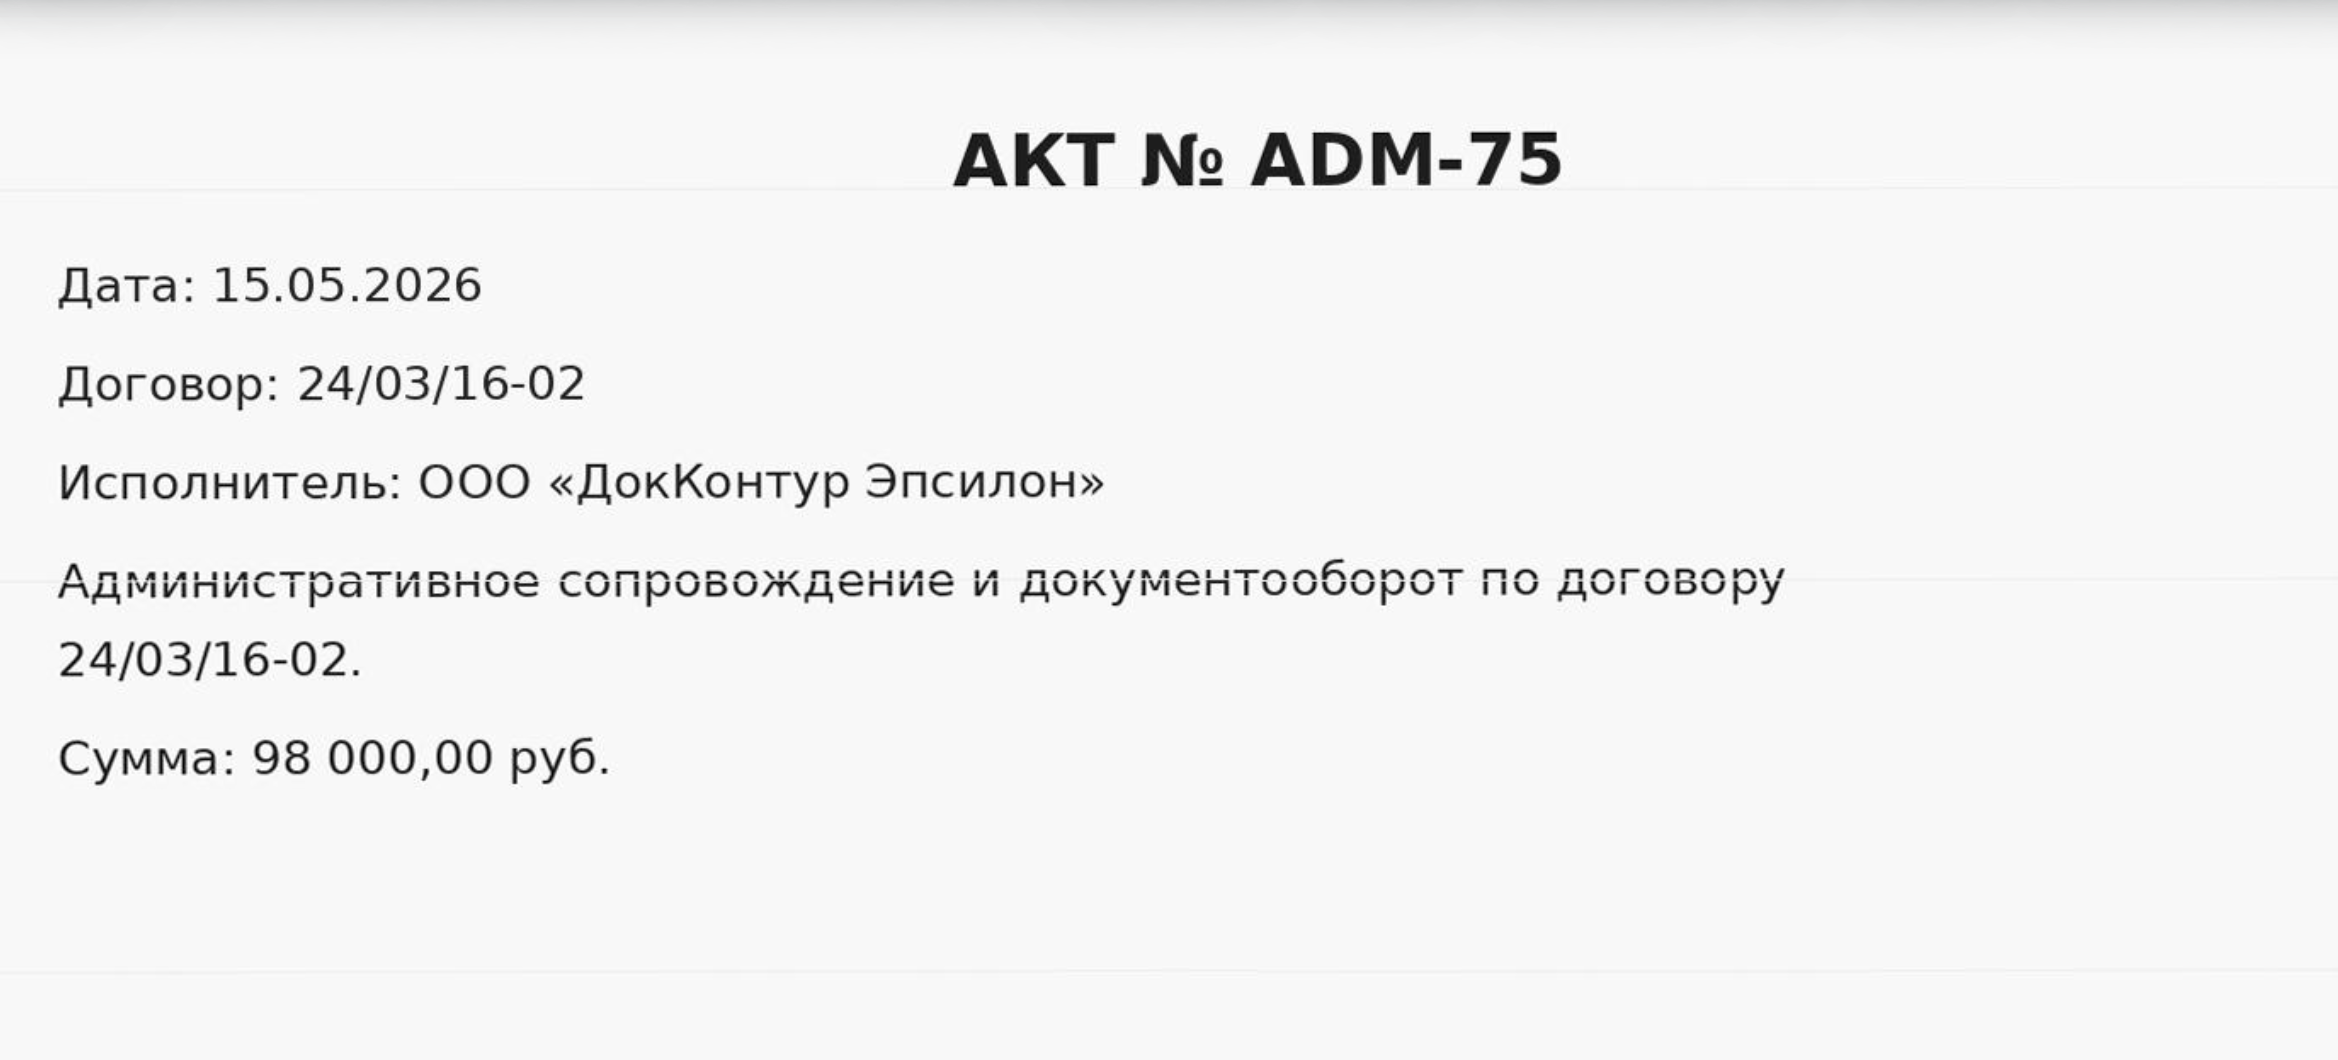 АКТ № ADM-75
Дата: 15.05.2026
Договор: 24/03/16-02
Исполнитель: ООО «ДокКонтур Эпсилон»
Административное сопровождение и документооборот по договору
24/03/16-02.
Сумма: 98 000,00 руб.